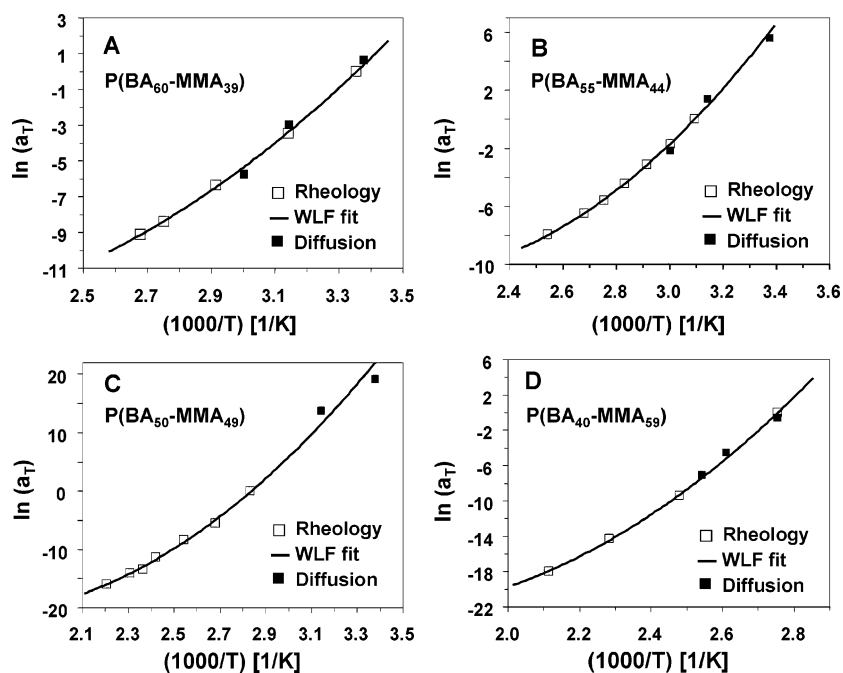 A
P(BA60-MMA39)
3
1
-1
-3
-5
-7
-9
-11
ln (aT)
Rheology
WLF fit
Diffusion
2.5 2.7 2.9 3.1 3.3 3.5
(1000/T) [1/K]
B
P(BA55-MMA44)
6
2
-2
-6
-10
ln (aT)
Rheology
WLF fit
Diffusion
2.4 2.6 2.8 3.0 3.2 3.4 3.6
(1000/T) [1/K]
C
P(BA50-MMA49)
20
10
0
-10
-20
ln (aT)
Rheology
WLF fit
Diffusion
2.1 2.3 2.5 2.7 2.9 3.1 3.3 3.5
(1000/T) [1/K]
D
P(BA40-MMA59)
6
2
-2
-6
-10
-14
-18
-22
ln (aT)
Rheology
WLF fit
Diffusion
2.0 2.2 2.4 2.6 2.8
(1000/T) [1/K]